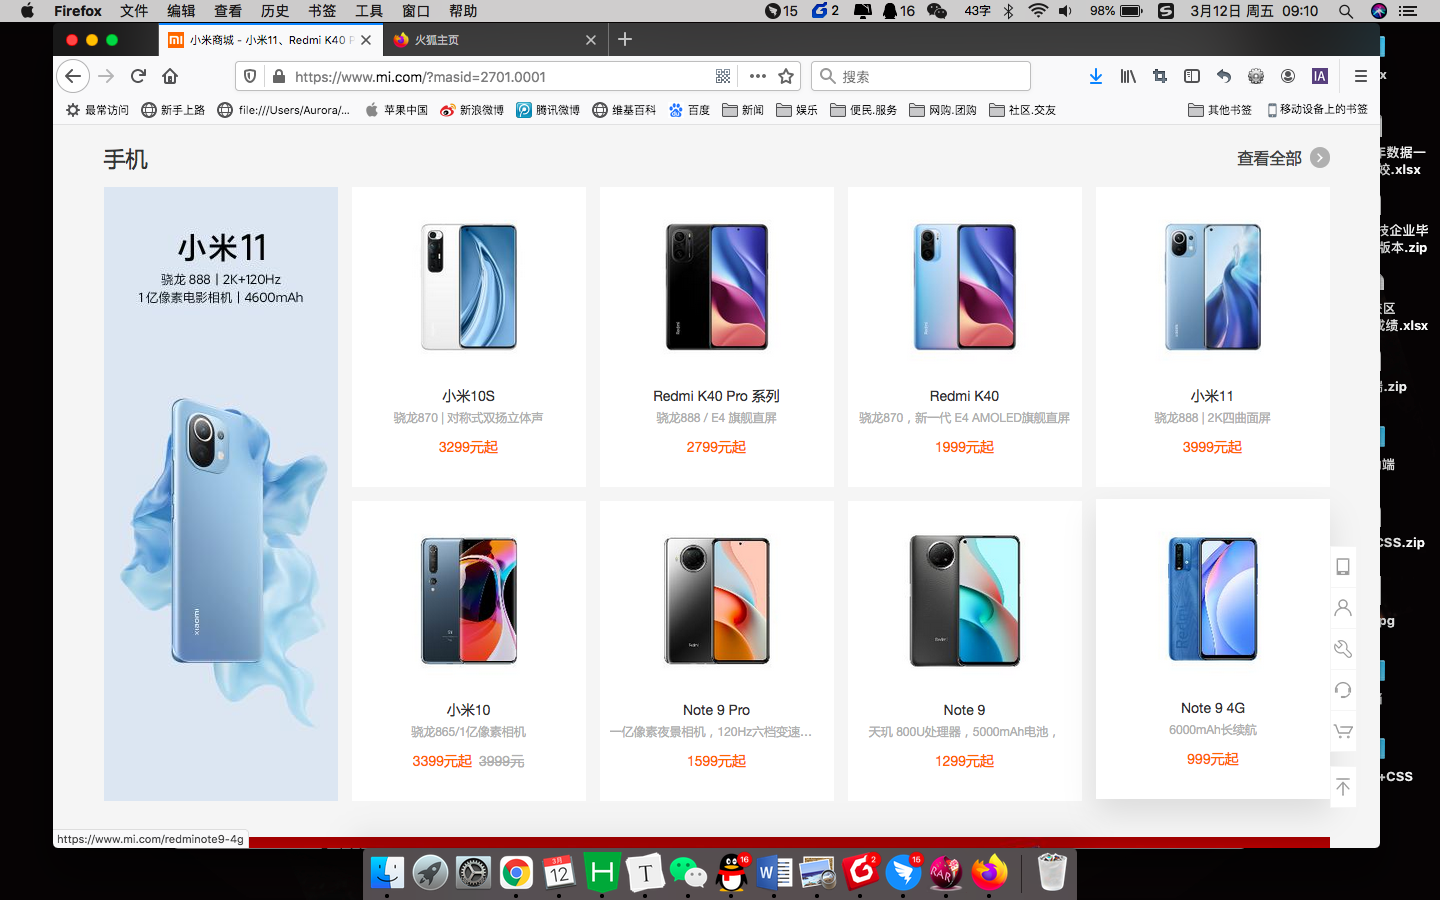 Firefox 文件 编辑 查看 历史 书签 工具 窗口 帮助 15 2 16 43字 98% 3月12日 周五 09:10
小米商城 - 小米11、Redmi K40 P
火狐主页
https://www.mi.com/?masid=2701.0001
搜索
IA
最常访问 新手上路 file:///Users/Aurora/... 苹果中国 新浪微博 腾讯微博 维基百科 百度 新闻 娱乐 便民.服务 网购.团购 社区.交友 其他书签 移动设备上的书签
手机
查看全部
小米11
骁龙 888 | 2K+120Hz
1亿像素电影相机 | 4600mAh
xiaomi
小米10S
骁龙870 | 对称式双扬立体声
3299元起
Redmi K40 Pro 系列
骁龙888 / E4 旗舰直屏
2799元起
Redmi K40
骁龙870，新一代 E4 AMOLED旗舰直屏
1999元起
小米11
骁龙888 | 2K四曲面屏
3999元起
小米10
骁龙865/1亿像素相机
3399元起 3999元
Note 9 Pro
一亿像素夜景相机，120Hz六档变速...
1599元起
Note 9
天玑 800U处理器，5000mAh电池，
1299元起
Redmi
Note 9 4G
6000mAh长续航
999元起
x
年数据一
校.xlsx
技企业毕
版本.zip
校区
成绩.xlsx
端.zip
端
CSS.zip
pg
+CSS
https://www.mi.com/redminote9-4g
3月
12
H
T
16
W
2
16
RAR